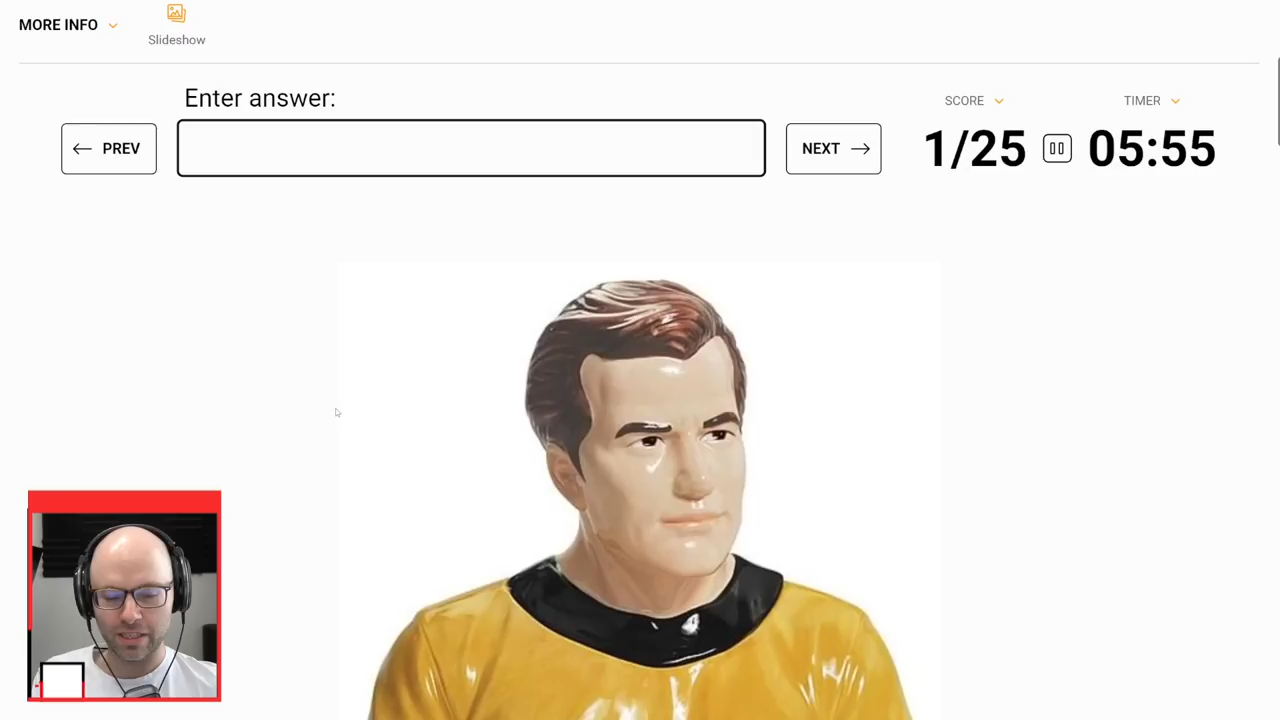 MORE INFO
Slideshow
Enter answer:
PREV
NEXT
SCORE
1/25
TIMER
05:55